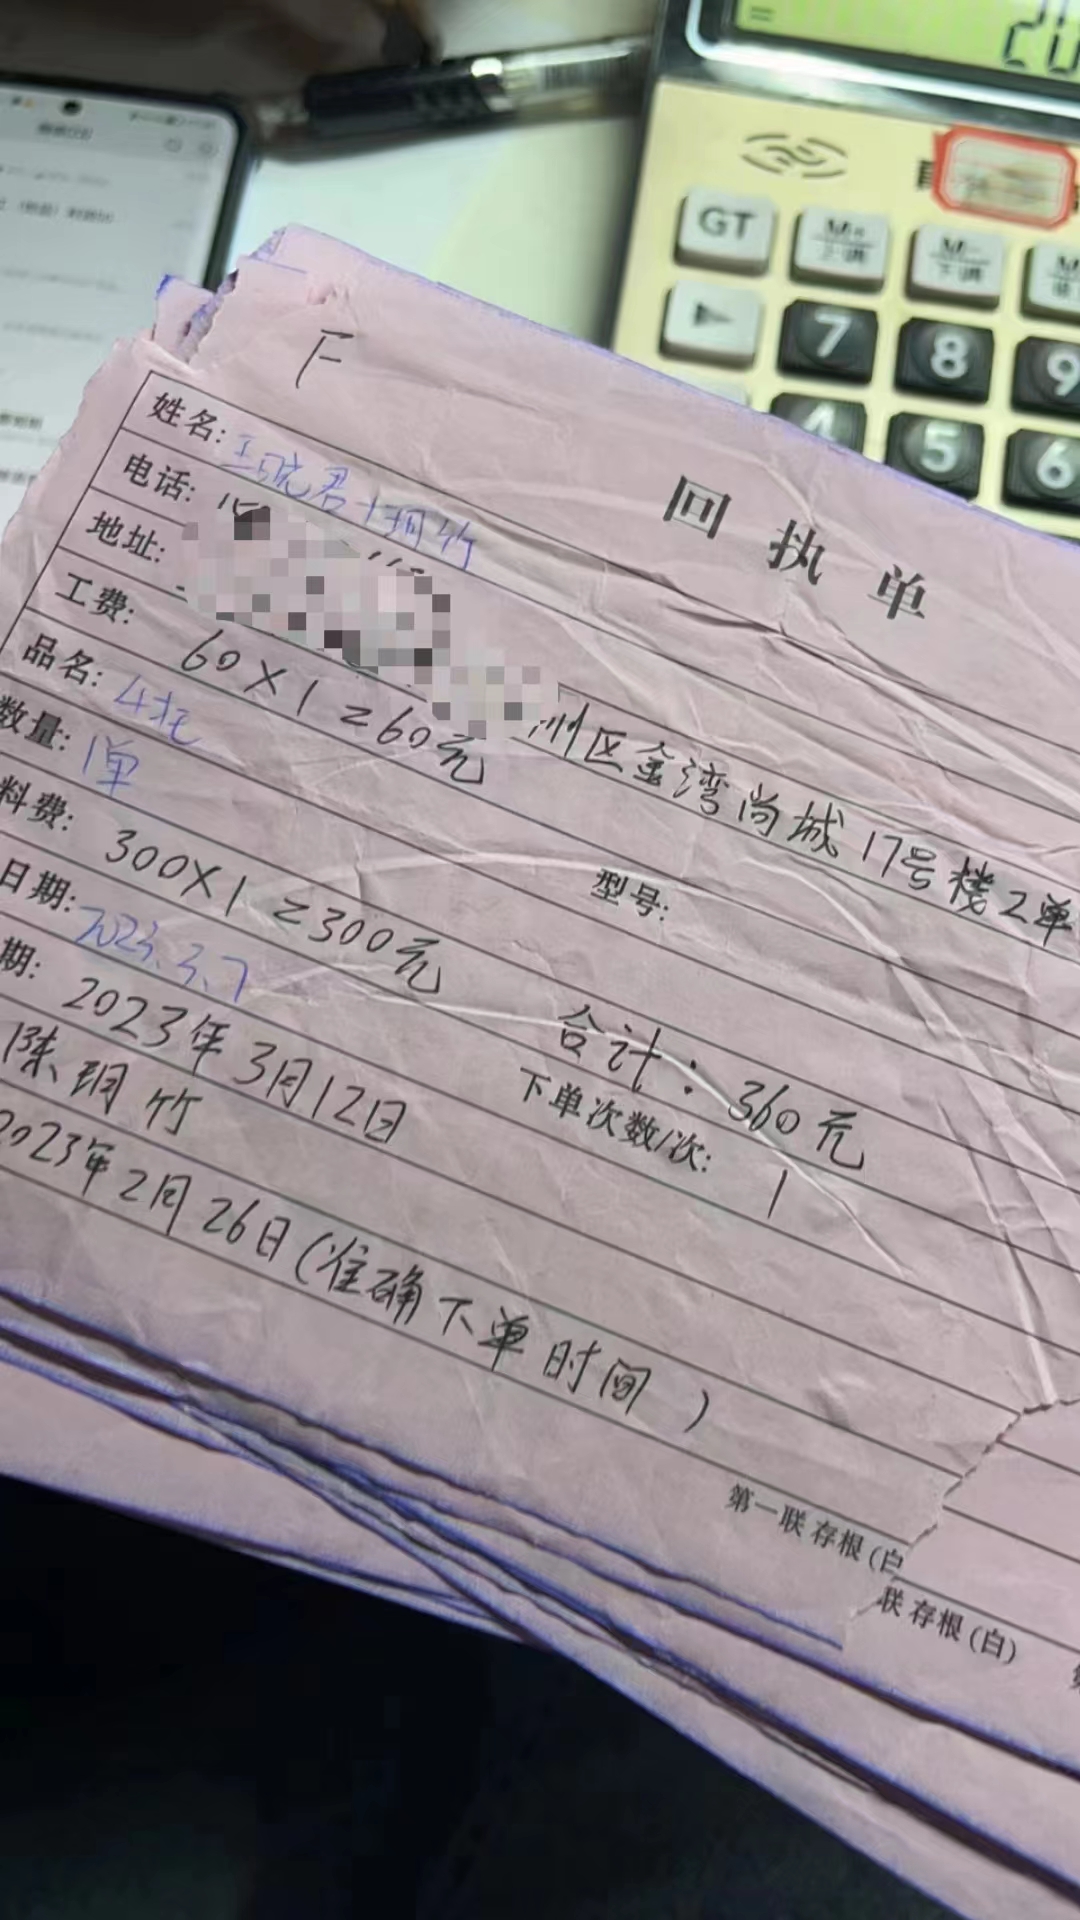 20
GT
M+
上调
M-
下调
M
7
8
9
4
5
6
F
回执单
姓名: 王晓君+玥竹
电话:
地址: 州区金湾尚城17号楼2单
工费: 60×1=60元
品名: 4托
型号:
数量: 1单
料费: 300×1=300元
合计: 360元
日期: 2023.3.7
下单次数/次: 1
期: 2023年3月12日
陈玥竹
2023年2月26日(准确下单时间)
第一联 存根(白
联 存根(白)